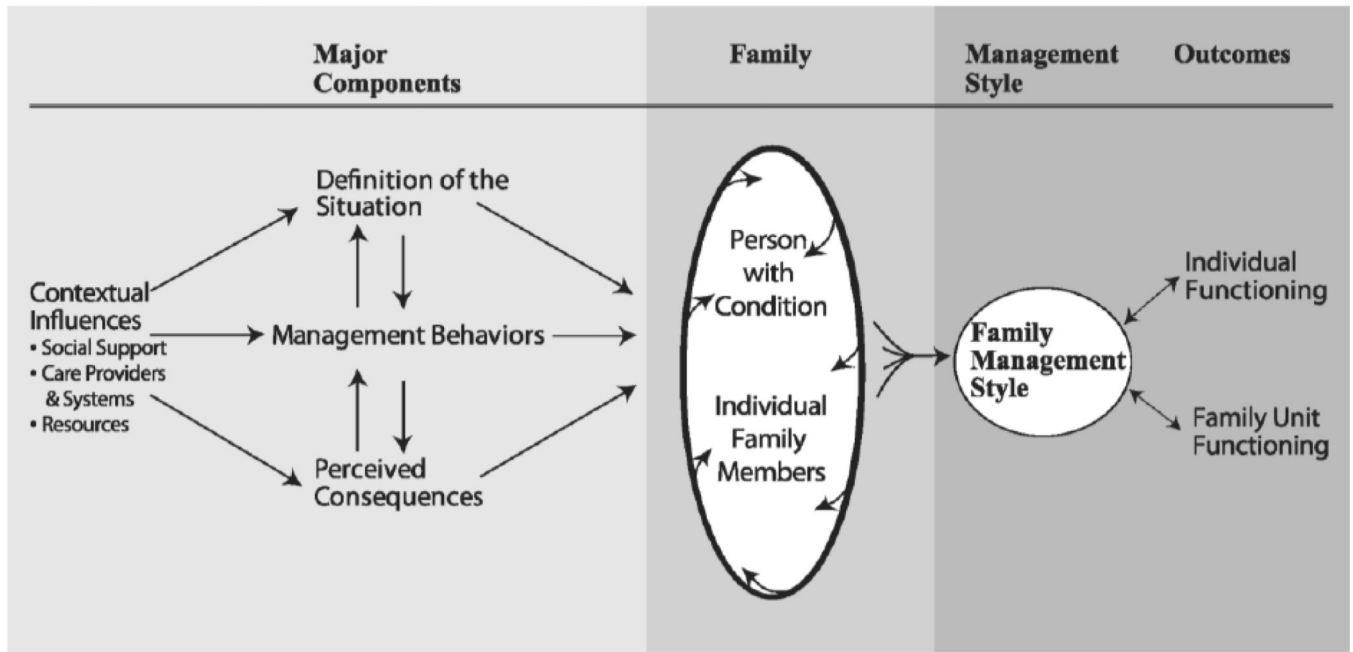 Major
Components
Family
Management
Style
Outcomes
Definition of the
Situation
Contextual
Influences
• Social Support
• Care Providers
& Systems
• Resources
Management Behaviors
Perceived
Consequences
Person
with
Condition
Individual
Family
Members
Family
Management
Style
Individual
Functioning
Family Unit
Functioning